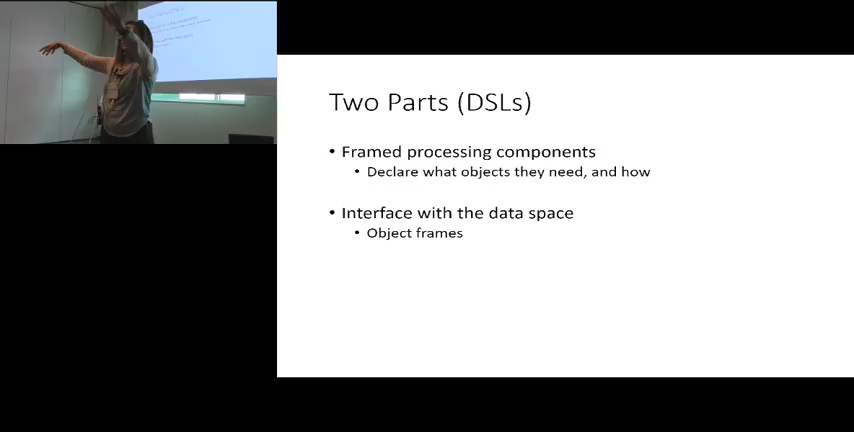 Two Parts (DSLs)
• Framed processing components
• Declare what objects they need, and how
• Interface with the data space
• Object frames